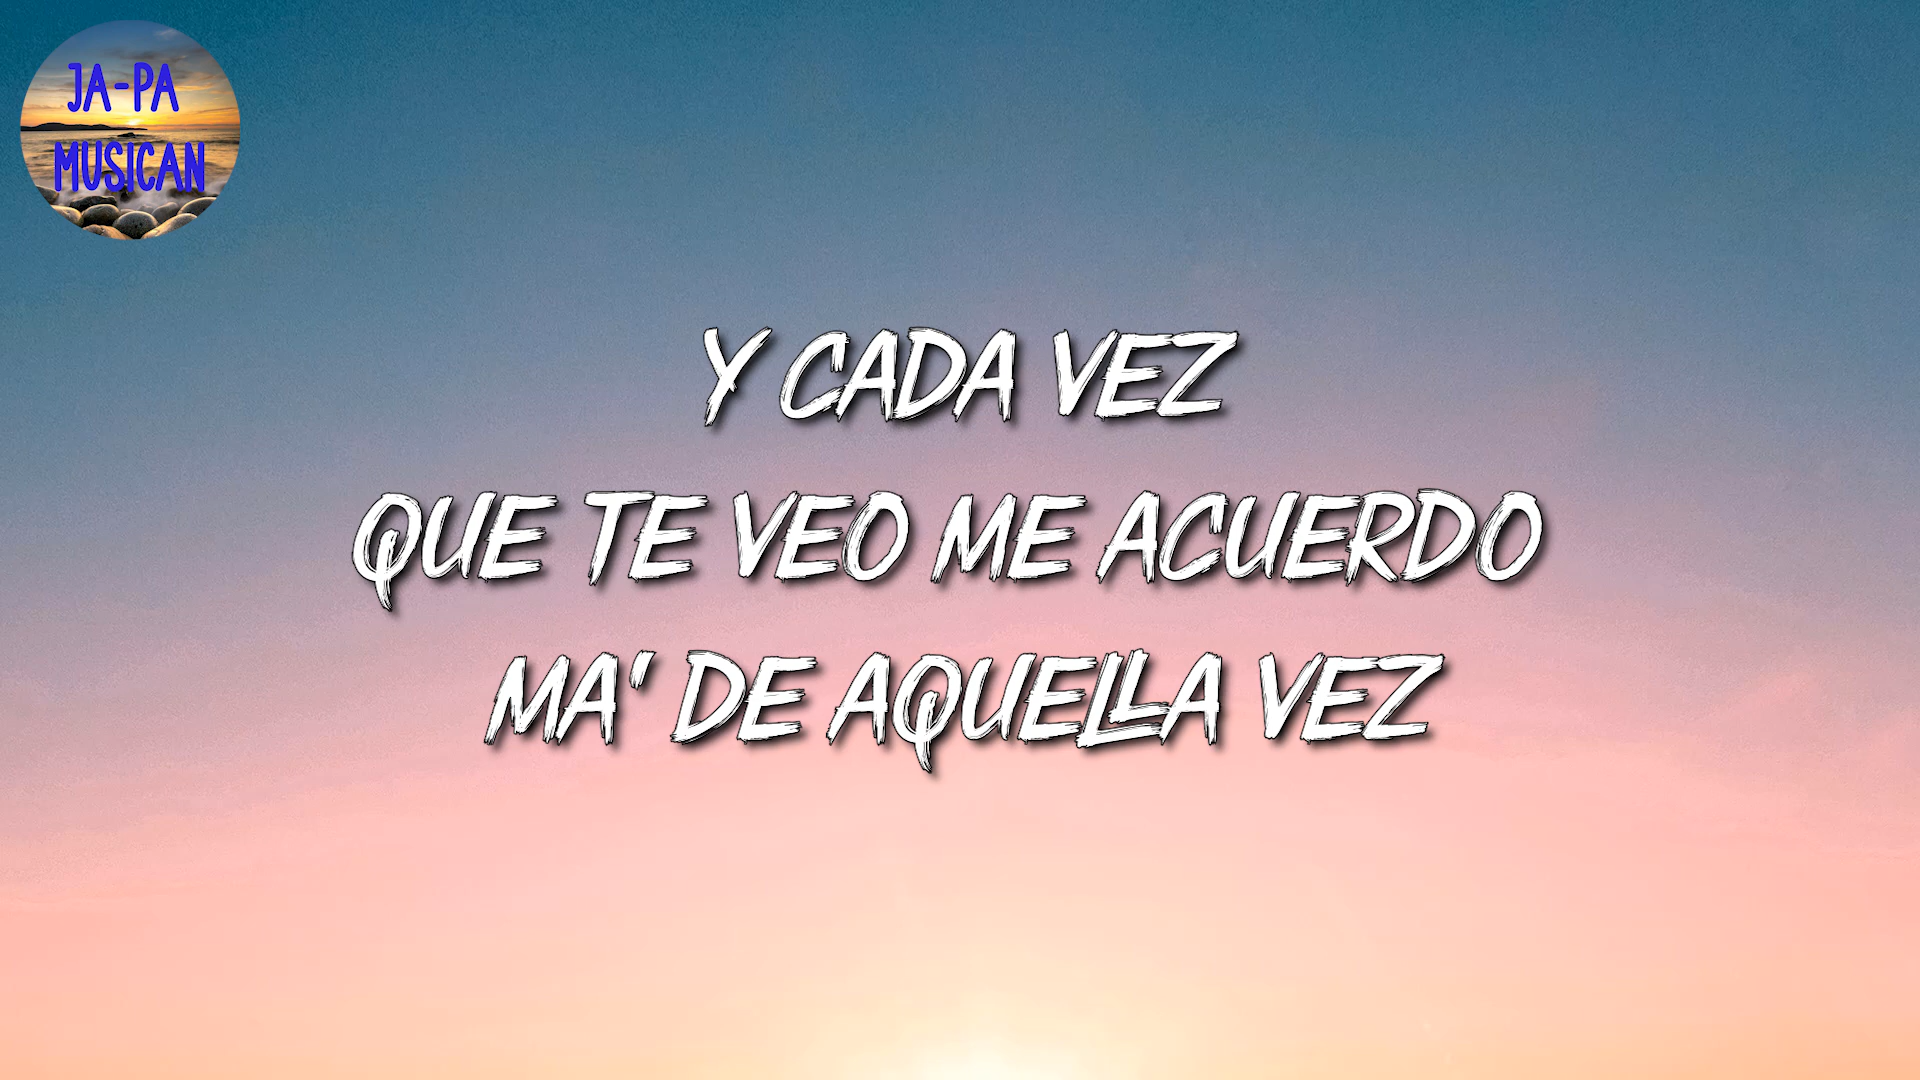 JA-PA
MUSICAN
Y CADA VEZ
QUE TE VEO ME ACUERDO
MA' DE AQUELLA VEZ